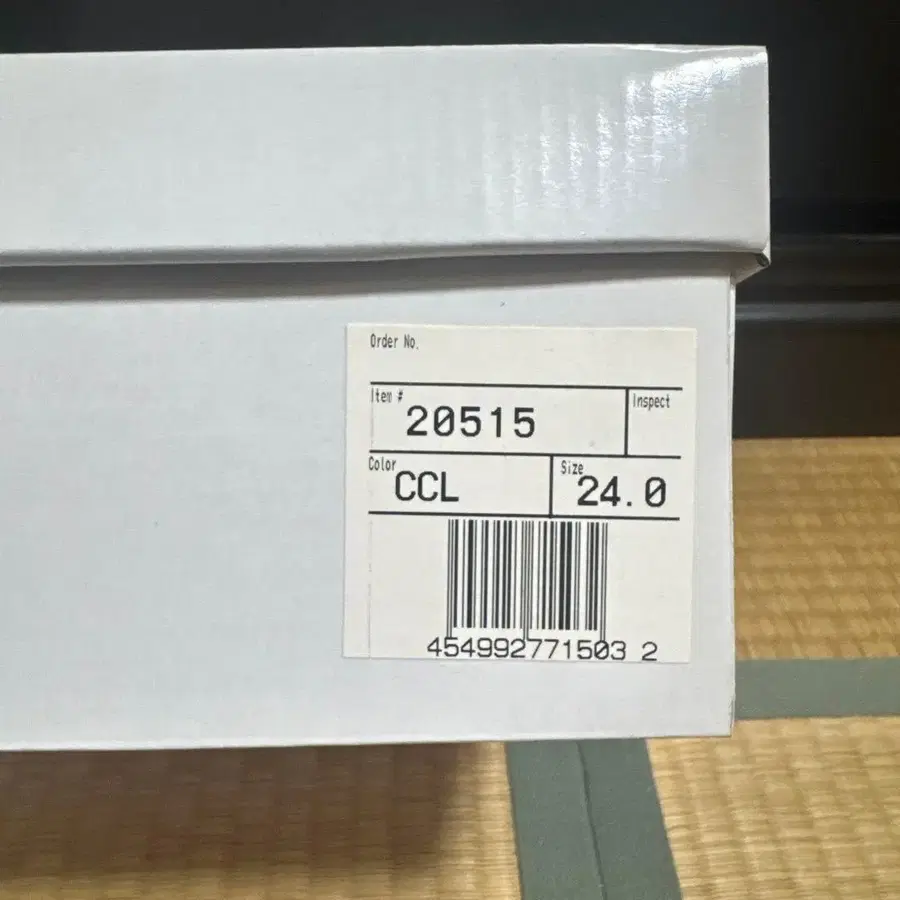 Order No.
Item #
Inspect
20515
Color
Size
CCL
24.0
454992771503 2